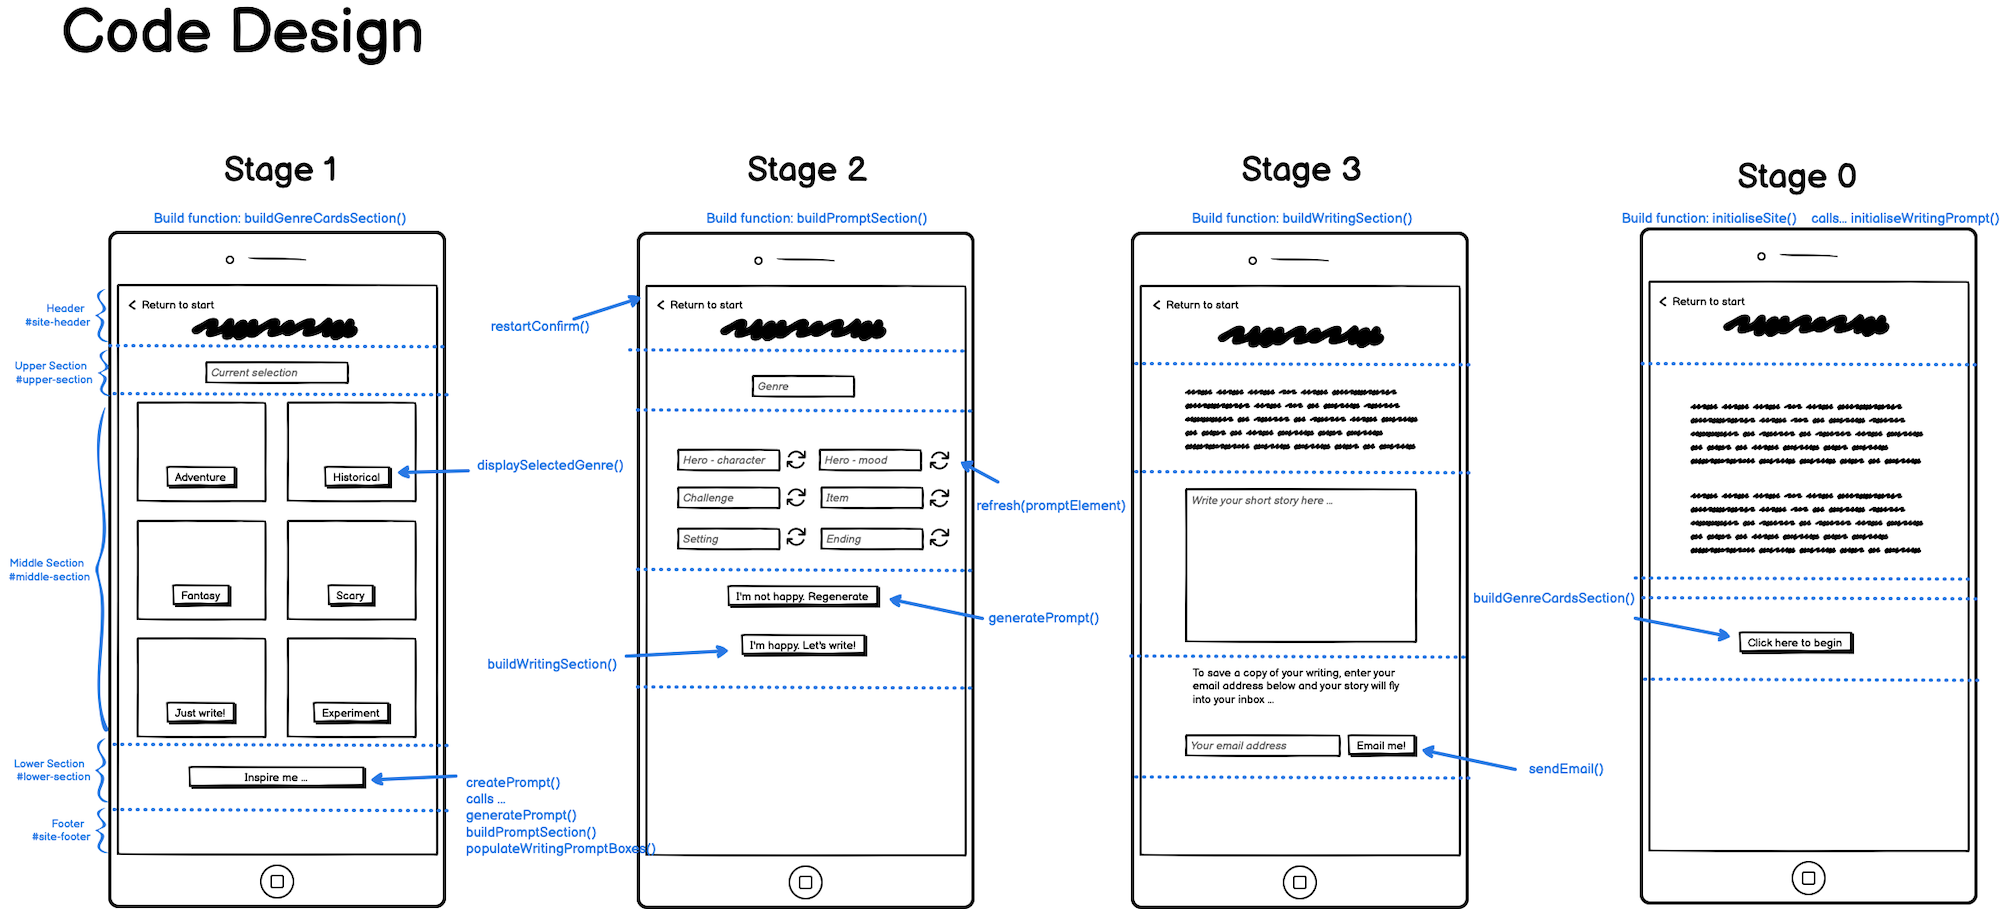 Code Design
Stage 1
Build function: buildGenreCardsSection()
Header
#site-header
Upper Section
#upper-section
Middle Section
#middle-section
Lower Section
#lower-section
Footer
#site-footer
Return to start
Current selection
Adventure
Historical
Fantasy
Scary
Just write!
Experiment
Inspire me ...
displaySelectedGenre()
createPrompt()
calls ...
generatePrompt()
buildPromptSection()
populateWritingPromptBoxes()
Stage 2
Build function: buildPromptSection()
restartConfirm()
Return to start
Genre
Hero - character
Hero - mood
Challenge
Item
Setting
Ending
refresh(promptElement)
I'm not happy. Regenerate
generatePrompt()
I'm happy. Let's write!
buildWritingSection()
Stage 3
Build function: buildWritingSection()
Return to start
Write your short story here ...
To save a copy of your writing, enter your
email address below and your story will fly
into your inbox ...
Your email address
Email me!
sendEmail()
Stage 0
Build function: initialiseSite() calls... initialiseWritingPrompt()
Return to start
buildGenreCardsSection()
Click here to begin